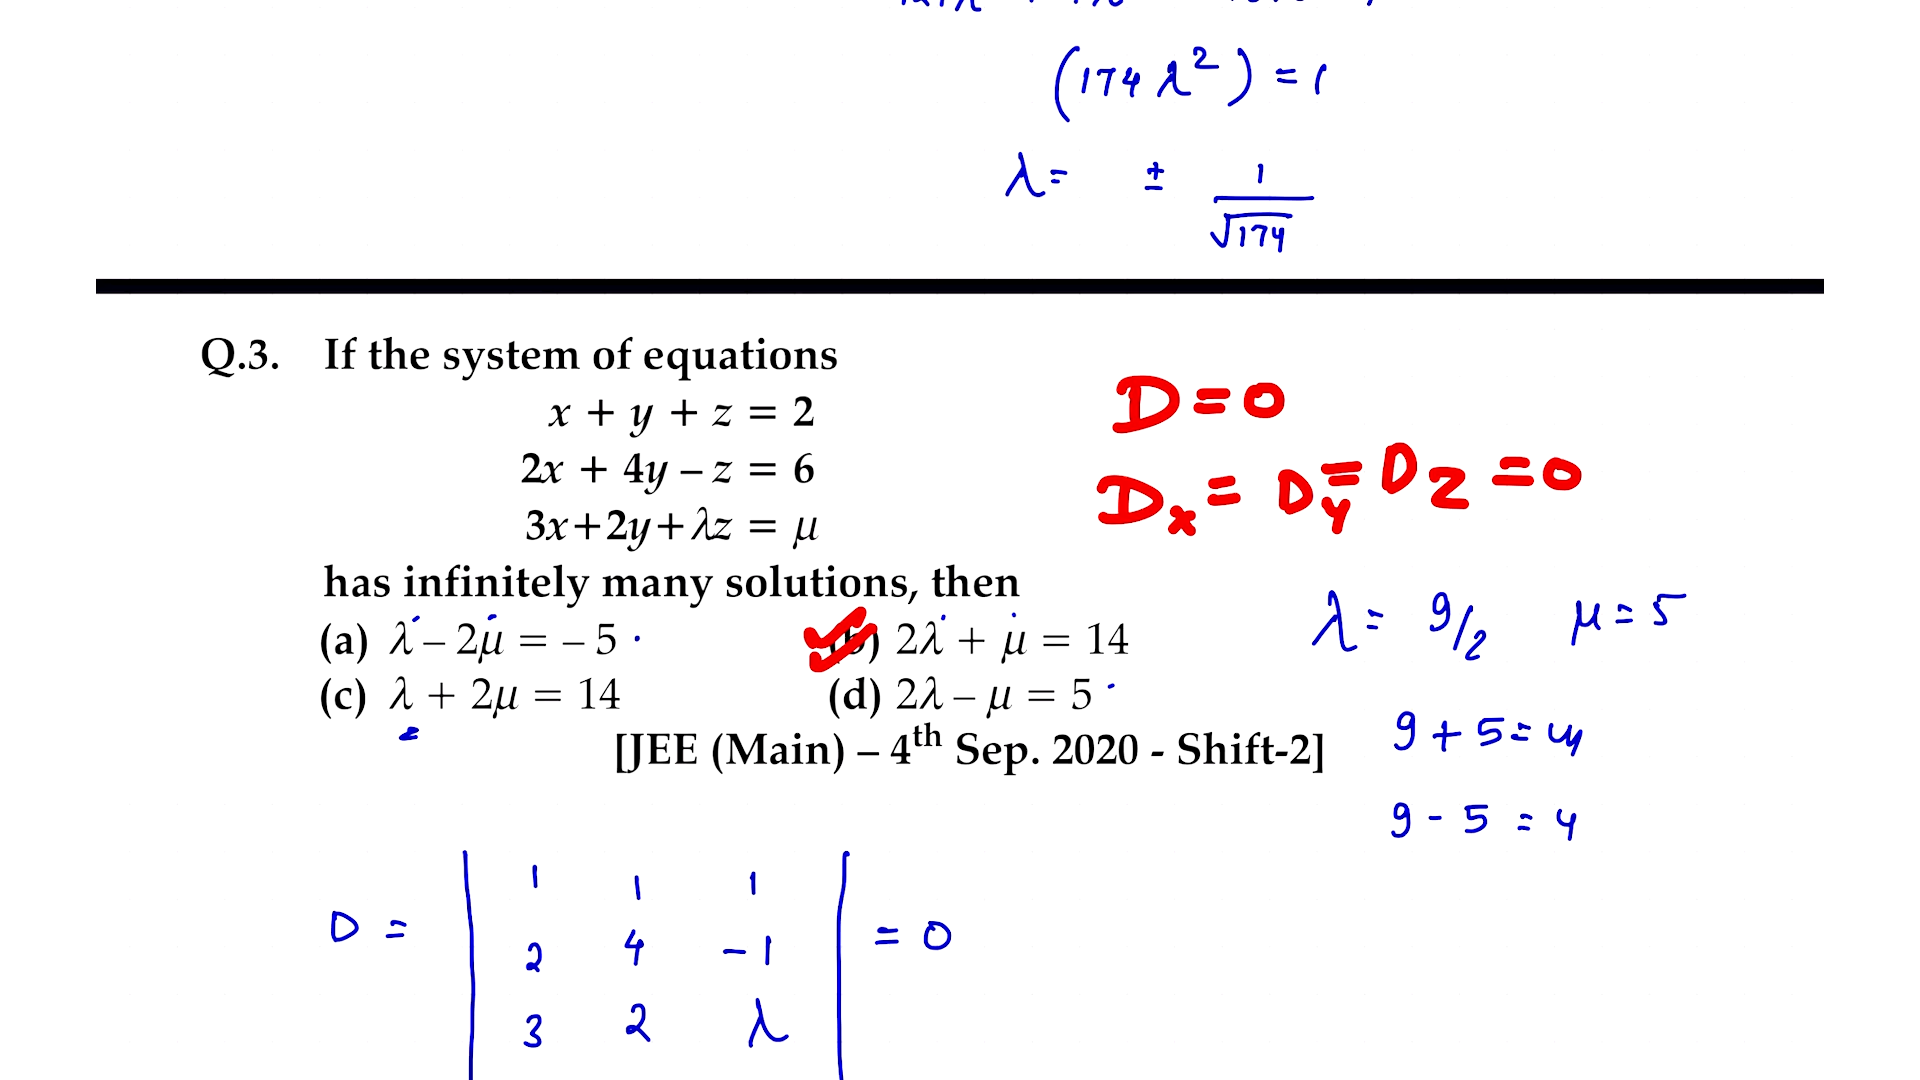 (174 λ²) = 1
λ = ± 1/√174
Q.3. If the system of equations
x + y + z = 2
2x + 4y – z = 6
3x+2y+λz = μ
has infinitely many solutions, then
(a) λ – 2μ = – 5 (b) 2λ + μ = 14
(c) λ + 2μ = 14 (d) 2λ – μ = 5
[JEE (Main) – 4th Sep. 2020 - Shift-2]
D = 0
Dx = Dy = Dz = 0
λ = 9/2 μ = 5
9 + 5 = 14
9 - 5 = 4
D = | 1 1 1 |
| 2 4 -1 | = 0
| 3 2 λ |